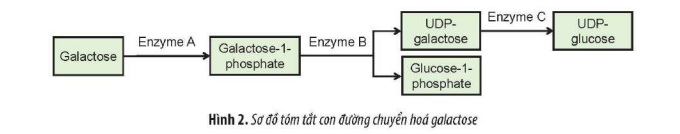 Galactose
Enzyme A
Galactose-1-
phosphate
Enzyme B
UDP-
galactose
Enzyme C
UDP-
glucose
Glucose-1-
phosphate
Hình 2. Sơ đồ tóm tắt con đường chuyển hoá galactose